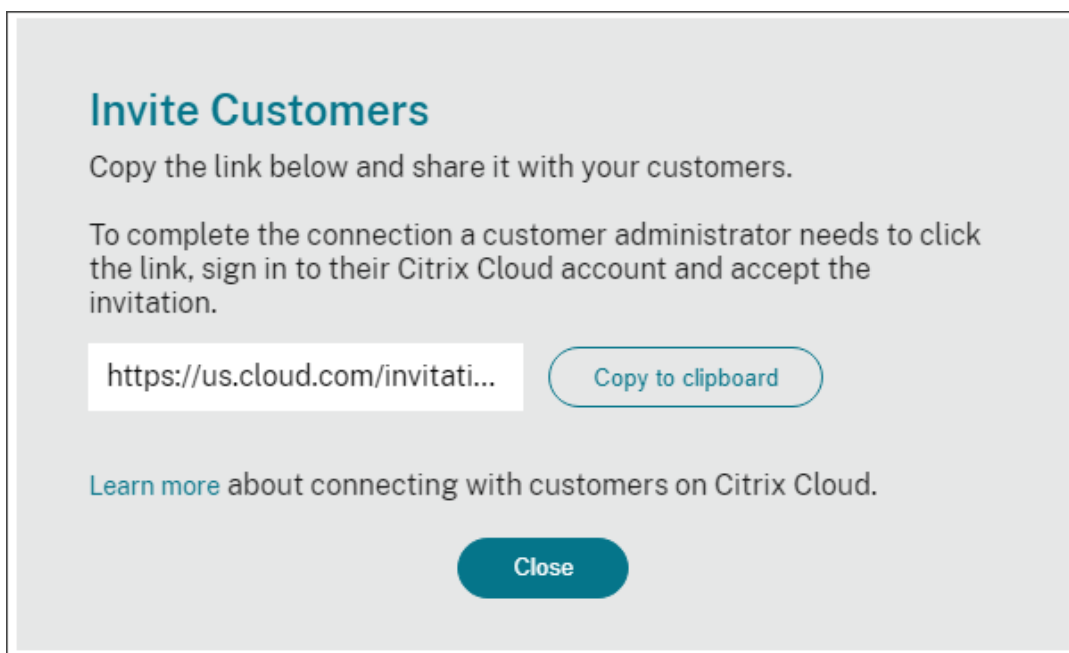 Invite Customers
Copy the link below and share it with your customers.
To complete the connection a customer administrator needs to click
the link, sign in to their Citrix Cloud account and accept the
invitation.
https://us.cloud.com/invitati... Copy to clipboard
Learn more about connecting with customers on Citrix Cloud.
Close